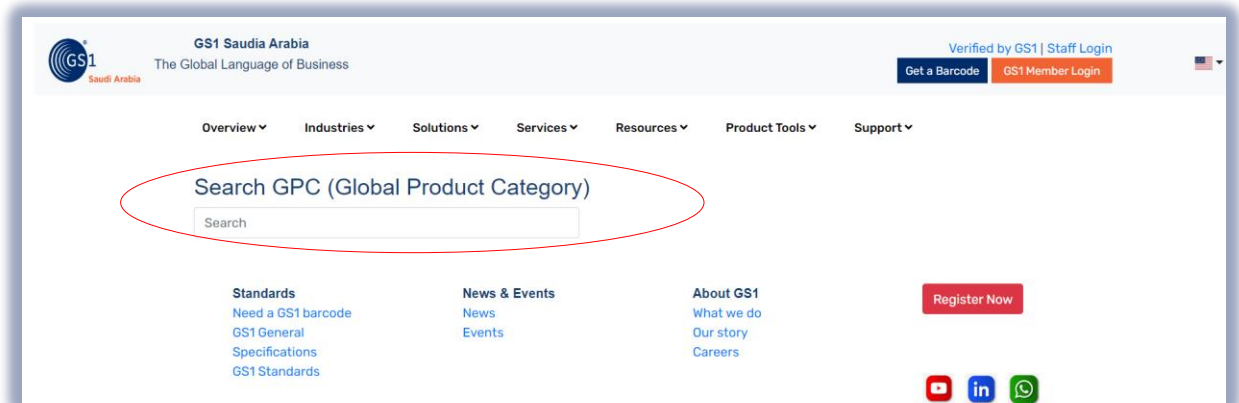 GS1
Saudi Arabia
GS1 Saudia Arabia
The Global Language of Business
Verified by GS1 | Staff Login
Get a Barcode
GS1 Member Login
Overview
Industries
Solutions
Services
Resources
Product Tools
Support
Search GPC (Global Product Category)
Search
Standards
Need a GS1 barcode
GS1 General
Specifications
GS1 Standards
News & Events
News
Events
About GS1
What we do
Our story
Careers
Register Now
in